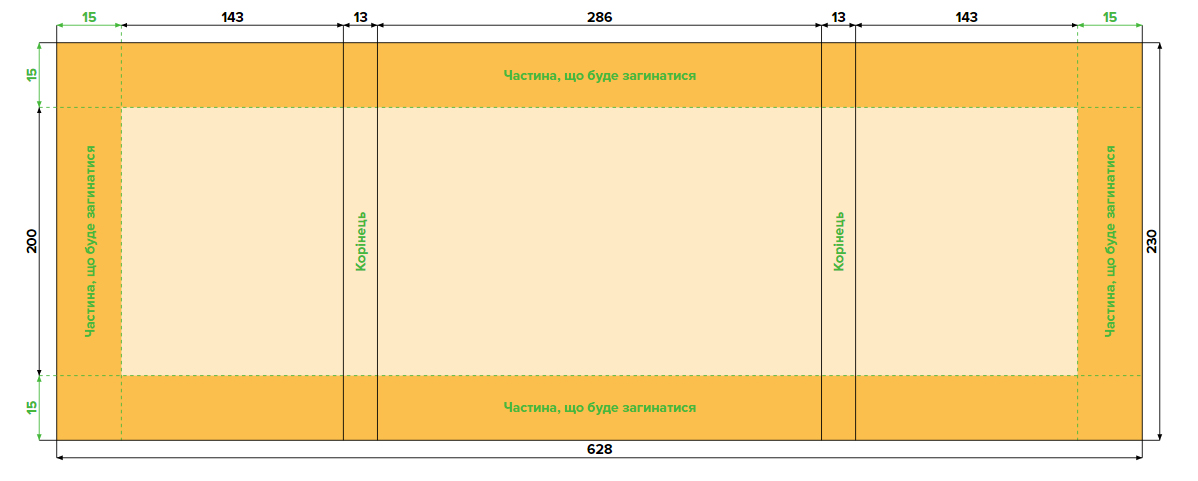 15 143 13 286 13 143 15
15
Частина, що буде загинатися
Частина, що буде загинатися
200
Корінець
Корінець
Частина, що буде загинатися
230
15
Частина, що буде загинатися
628